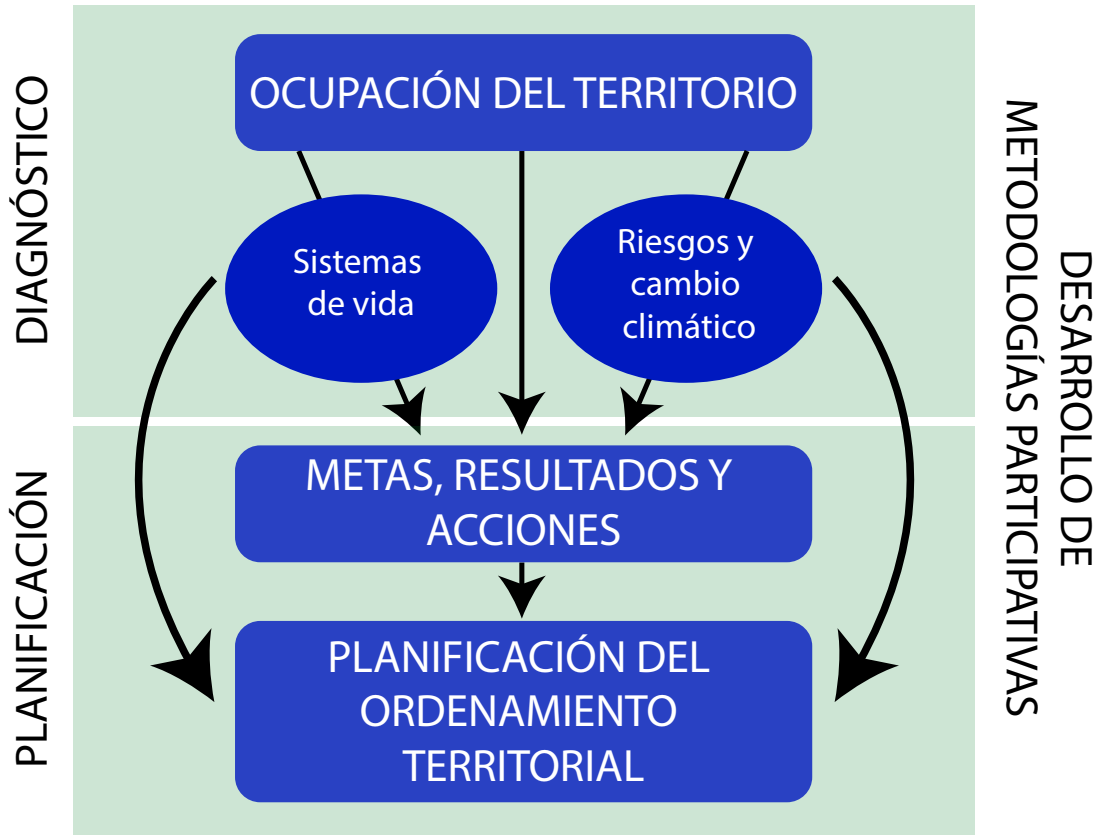 DIAGNÓSTICO
OCUPACIÓN DEL TERRITORIO
Sistemas
de vida
Riesgos y
cambio
climático
PLANIFICACIÓN
METAS, RESULTADOS Y
ACCIONES
PLANIFICACIÓN DEL
ORDENAMIENTO
TERRITORIAL
DESARROLLO DE
METODOLOGÍAS PARTICIPATIVAS